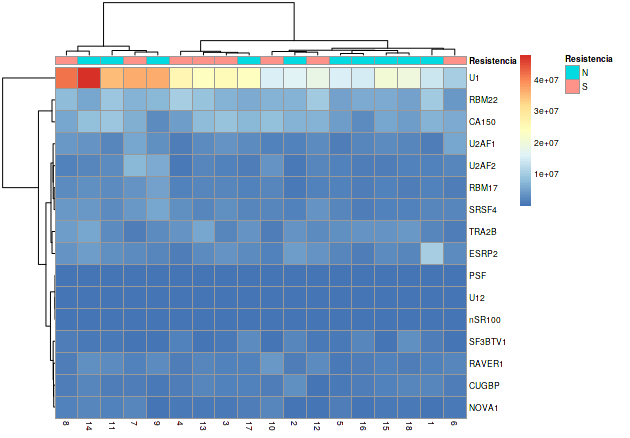 Resistencia
U1
RBM22
CA150
U2AF1
U2AF2
RBM17
SRSF4
TRA2B
ESRP2
PSF
U12
nSR100
SF3BTV1
RAVER1
CUGBP
NOVA1
8 14 11 7 9 4 13 3 17 10 2 12 5 16 15 18 1 6
4e+07
3e+07
2e+07
1e+07
Resistencia
N
S